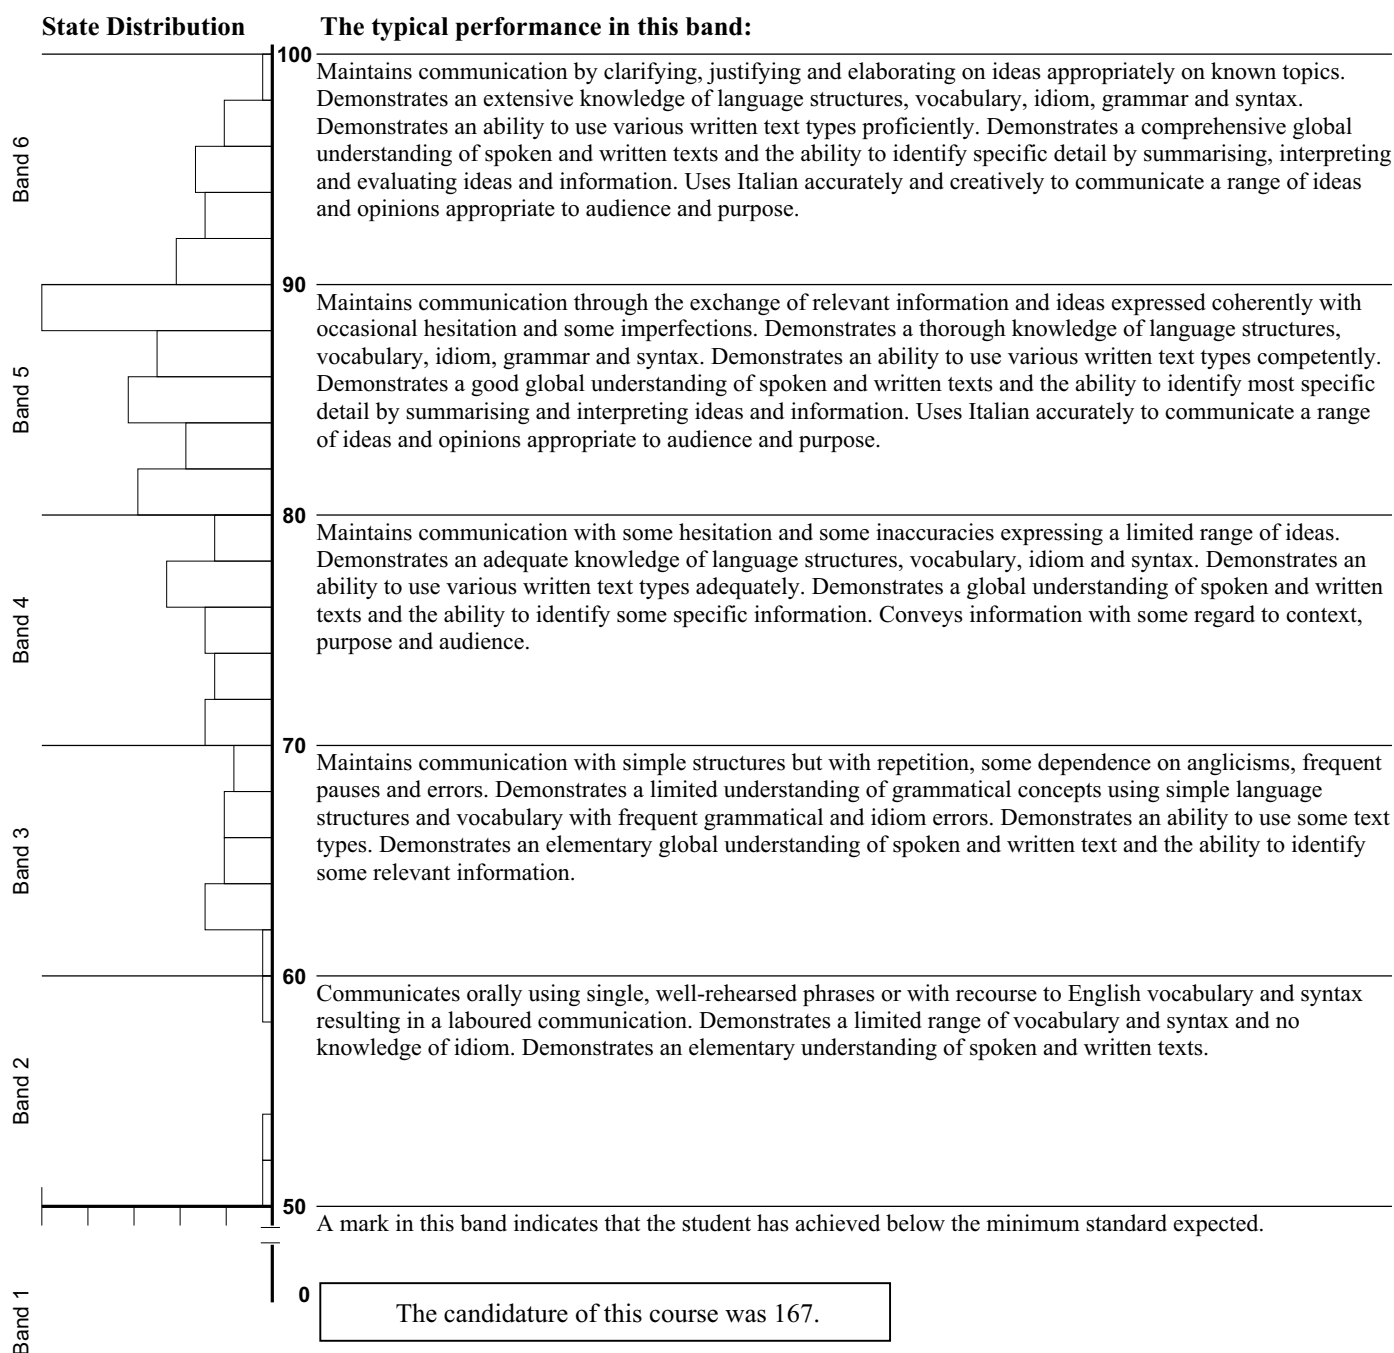 State Distribution
The typical performance in this band:
100
Maintains communication by clarifying, justifying and elaborating on ideas appropriately on known topics.
Demonstrates an extensive knowledge of language structures, vocabulary, idiom, grammar and syntax.
Demonstrates an ability to use various written text types proficiently. Demonstrates a comprehensive global
understanding of spoken and written texts and the ability to identify specific detail by summarising, interpreting
and evaluating ideas and information. Uses Italian accurately and creatively to communicate a range of ideas
and opinions appropriate to audience and purpose.
Band 6
90
Maintains communication through the exchange of relevant information and ideas expressed coherently with
occasional hesitation and some imperfections. Demonstrates a thorough knowledge of language structures,
vocabulary, idiom, grammar and syntax. Demonstrates an ability to use various written text types competently.
Demonstrates a good global understanding of spoken and written texts and the ability to identify most specific
detail by summarising and interpreting ideas and information. Uses Italian accurately to communicate a range
of ideas and opinions appropriate to audience and purpose.
Band 5
80
Maintains communication with some hesitation and some inaccuracies expressing a limited range of ideas.
Demonstrates an adequate knowledge of language structures, vocabulary, idiom and syntax. Demonstrates an
ability to use various written text types adequately. Demonstrates a global understanding of spoken and written
texts and the ability to identify some specific information. Conveys information with some regard to context,
purpose and audience.
Band 4
70
Maintains communication with simple structures but with repetition, some dependence on anglicisms, frequent
pauses and errors. Demonstrates a limited understanding of grammatical concepts using simple language
structures and vocabulary with frequent grammatical and idiom errors. Demonstrates an ability to use some text
types. Demonstrates an elementary global understanding of spoken and written text and the ability to identify
some relevant information.
Band 3
60
Communicates orally using single, well-rehearsed phrases or with recourse to English vocabulary and syntax
resulting in a laboured communication. Demonstrates a limited range of vocabulary and syntax and no
knowledge of idiom. Demonstrates an elementary understanding of spoken and written texts.
Band 2
50
A mark in this band indicates that the student has achieved below the minimum standard expected.
0
Band 1
The candidature of this course was 167.